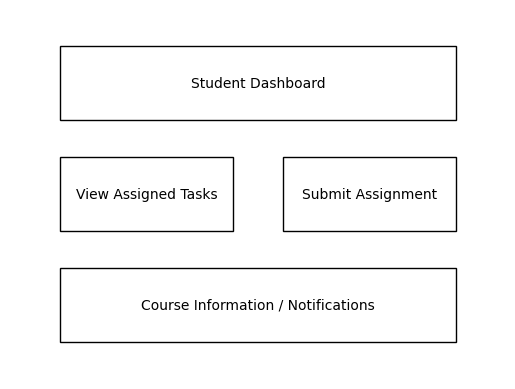 Student Dashboard
View Assigned Tasks
Submit Assignment
Course Information / Notifications